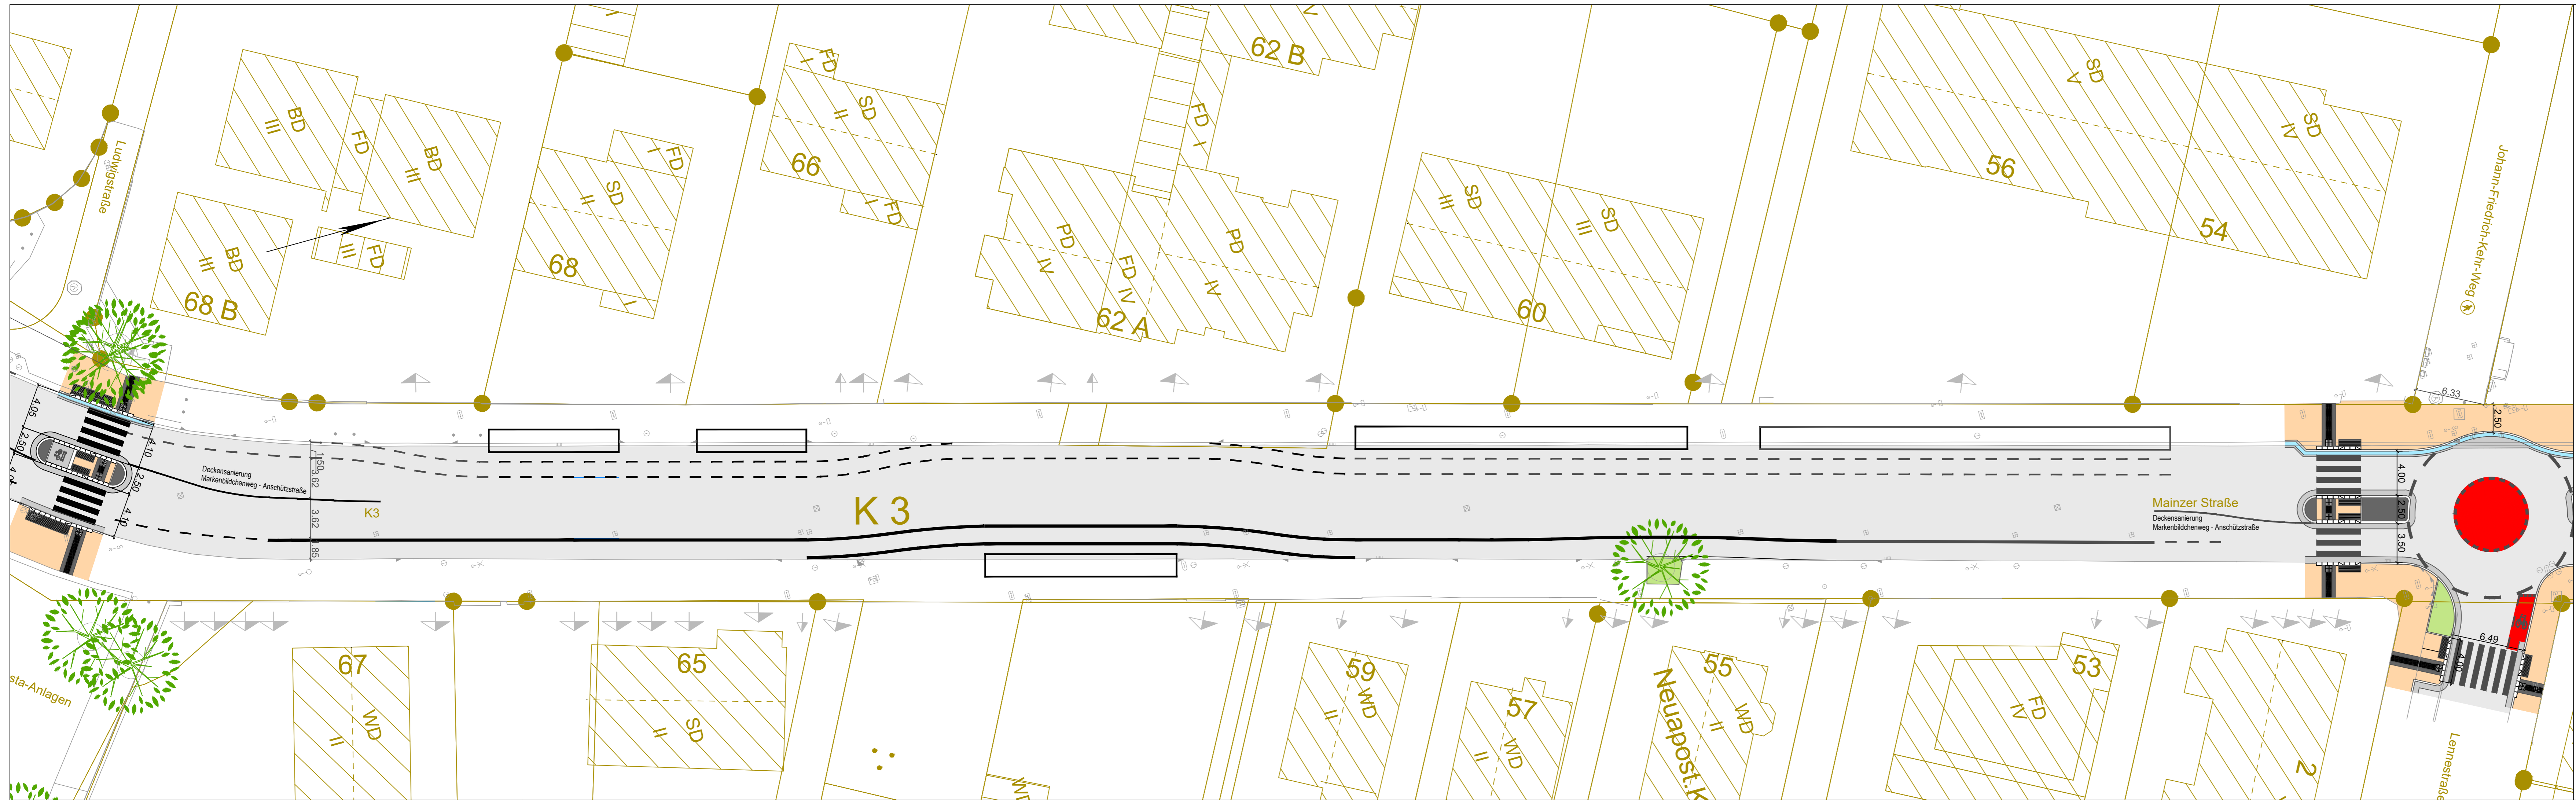 I
V
62 B
FD
I
SD
V
SD
II
SD
IV
BD
III
FD
BD
III
FD
I
66
FD
I
SD
II
FD
I
56
Ludwigstraße
Johann-Friedrich-Kehr-Weg
SD
III
SD
III
54
PD
IV
PD
IV
FD
IV
BD
III
FD
III
68
I
68 B
62 A
60
6.33
2.50
4.05
2.50
4.10
2.50
4.10
Deckensanierung
Markenbildchenweg - Anschützstraße
K3
1.50
3.62
3.62
1.85
K 3
Mainzer Straße
Deckensanierung
Markenbildchenweg - Anschützstraße
4.00
2.50
3.50
6.49
4.00
sta-Anlagen
67
WD
II
65
SD
II
WD
59
WD
II
57
WD
II
Neuapost.K
55
WD
II
53
FD
IV
2
Lennéstraße